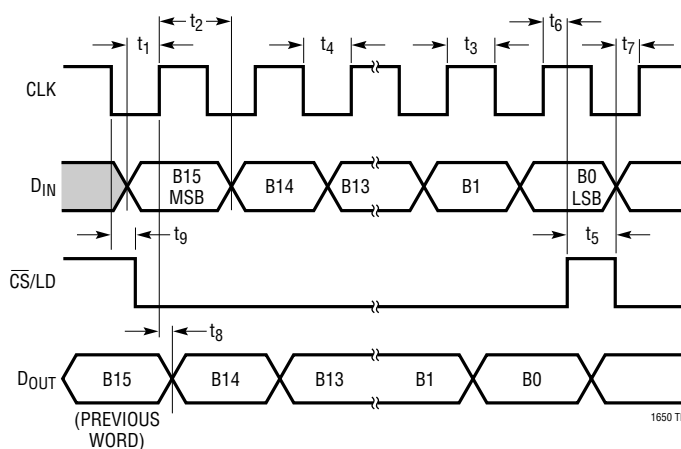 t1 t2 t4 t3 t6 t7
CLK
DIN B15 MSB B14 B13 B1 B0 LSB
t9 t5
CS/LD
t8
DOUT B15 B14 B13 B1 B0
(PREVIOUS WORD)